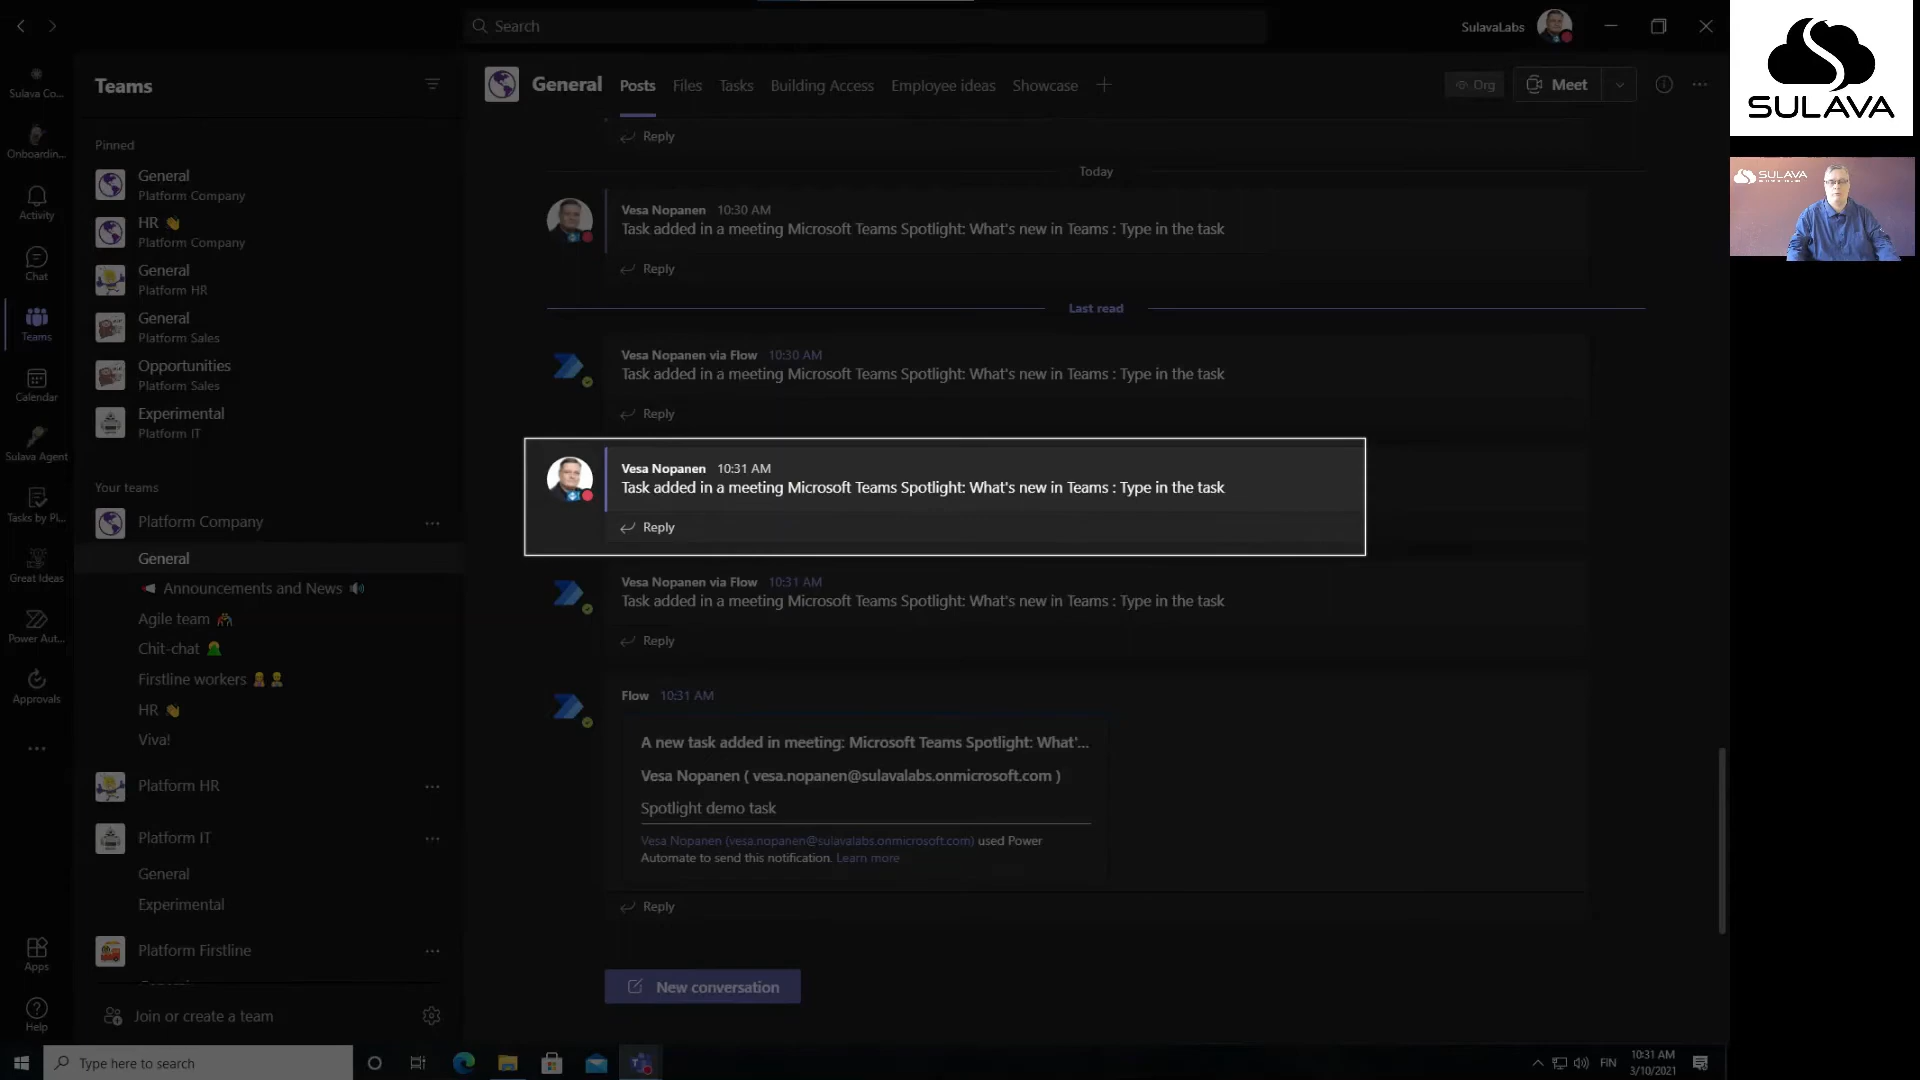 Search
SulavaLabs
SULAVA
SULAVA
Sulava Co...
Onboardin...
Activity
Chat
Teams
Calendar
Sulava Agent
Tasks by Pl...
Great Ideas
Power Aut...
Approvals
Apps
Help
Teams
Pinned
General
Platform Company
HR
Platform Company
General
Platform HR
General
Platform Sales
Opportunities
Platform Sales
Experimental
Platform IT
Your teams
Platform Company
General
Announcements and News
Agile team
Chit-chat
Firstline workers
HR
Viva!
Platform HR
Platform IT
General
Experimental
Platform Firstline
Join or create a team
General Posts Files Tasks Building Access Employee ideas Showcase
Org Meet
Reply
Today
Vesa Nopanen 10:30 AM
Task added in a meeting Microsoft Teams Spotlight: What's new in Teams : Type in the task
Reply
Last read
Vesa Nopanen via Flow 10:30 AM
Task added in a meeting Microsoft Teams Spotlight: What's new in Teams : Type in the task
Reply
Vesa Nopanen 10:31 AM
Task added in a meeting Microsoft Teams Spotlight: What's new in Teams : Type in the task
Reply
Vesa Nopanen via Flow 10:31 AM
Task added in a meeting Microsoft Teams Spotlight: What's new in Teams : Type in the task
Reply
Flow 10:31 AM
A new task added in meeting: Microsoft Teams Spotlight: What'...
Vesa Nopanen ( vesa.nopanen@sulavalabs.onmicrosoft.com )
Spotlight demo task
Vesa Nopanen (vesa.nopanen@sulavalabs.onmicrosoft.com) used Power
Automate to send this notification. Learn more
Reply
New conversation
Type here to search
FIN
10:31 AM
3/10/2021